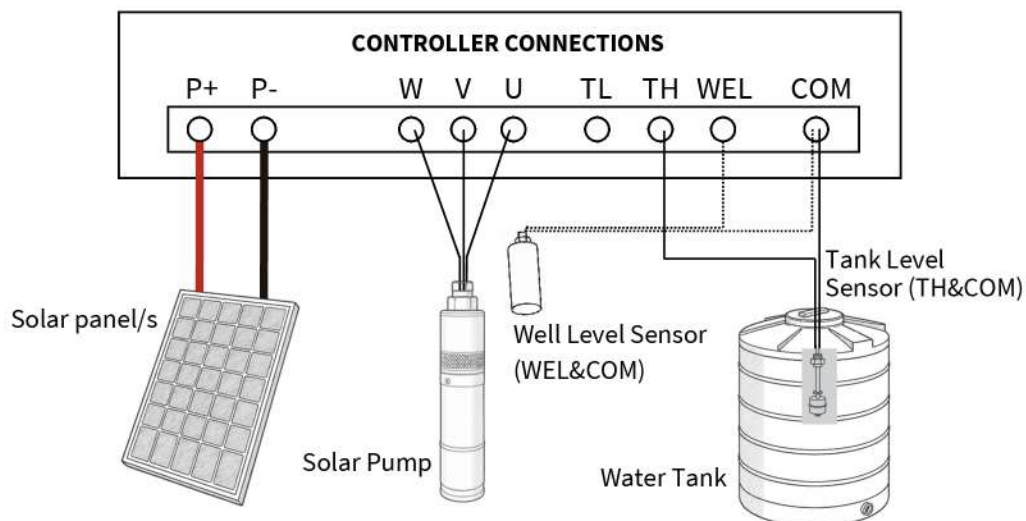 CONTROLLER CONNECTIONS
P+ P- W V U TL TH WEL COM
Tank Level
Sensor (TH&COM)
Solar panel/s
Well Level Sensor
(WEL&COM)
Solar Pump
Water Tank